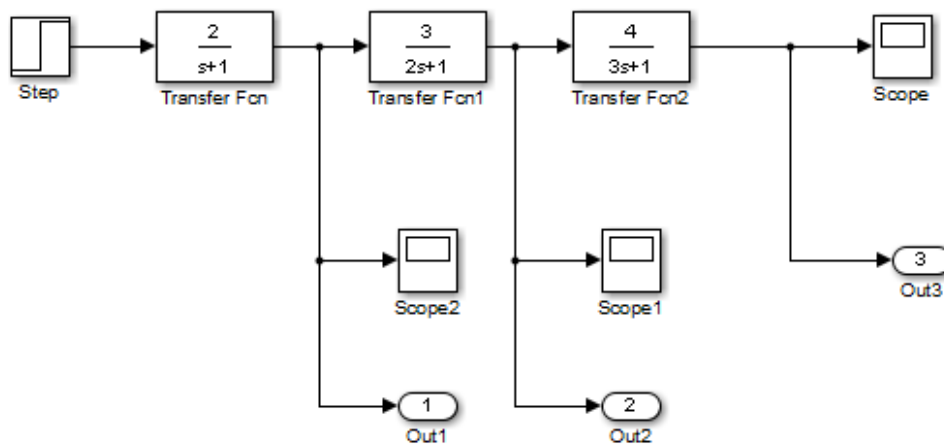 2
s+1
3
2s+1
4
3s+1
Step
Transfer Fcn
Transfer Fcn1
Transfer Fcn2
Scope
Scope2
Scope1
3
Out3
1
2
Out1
Out2